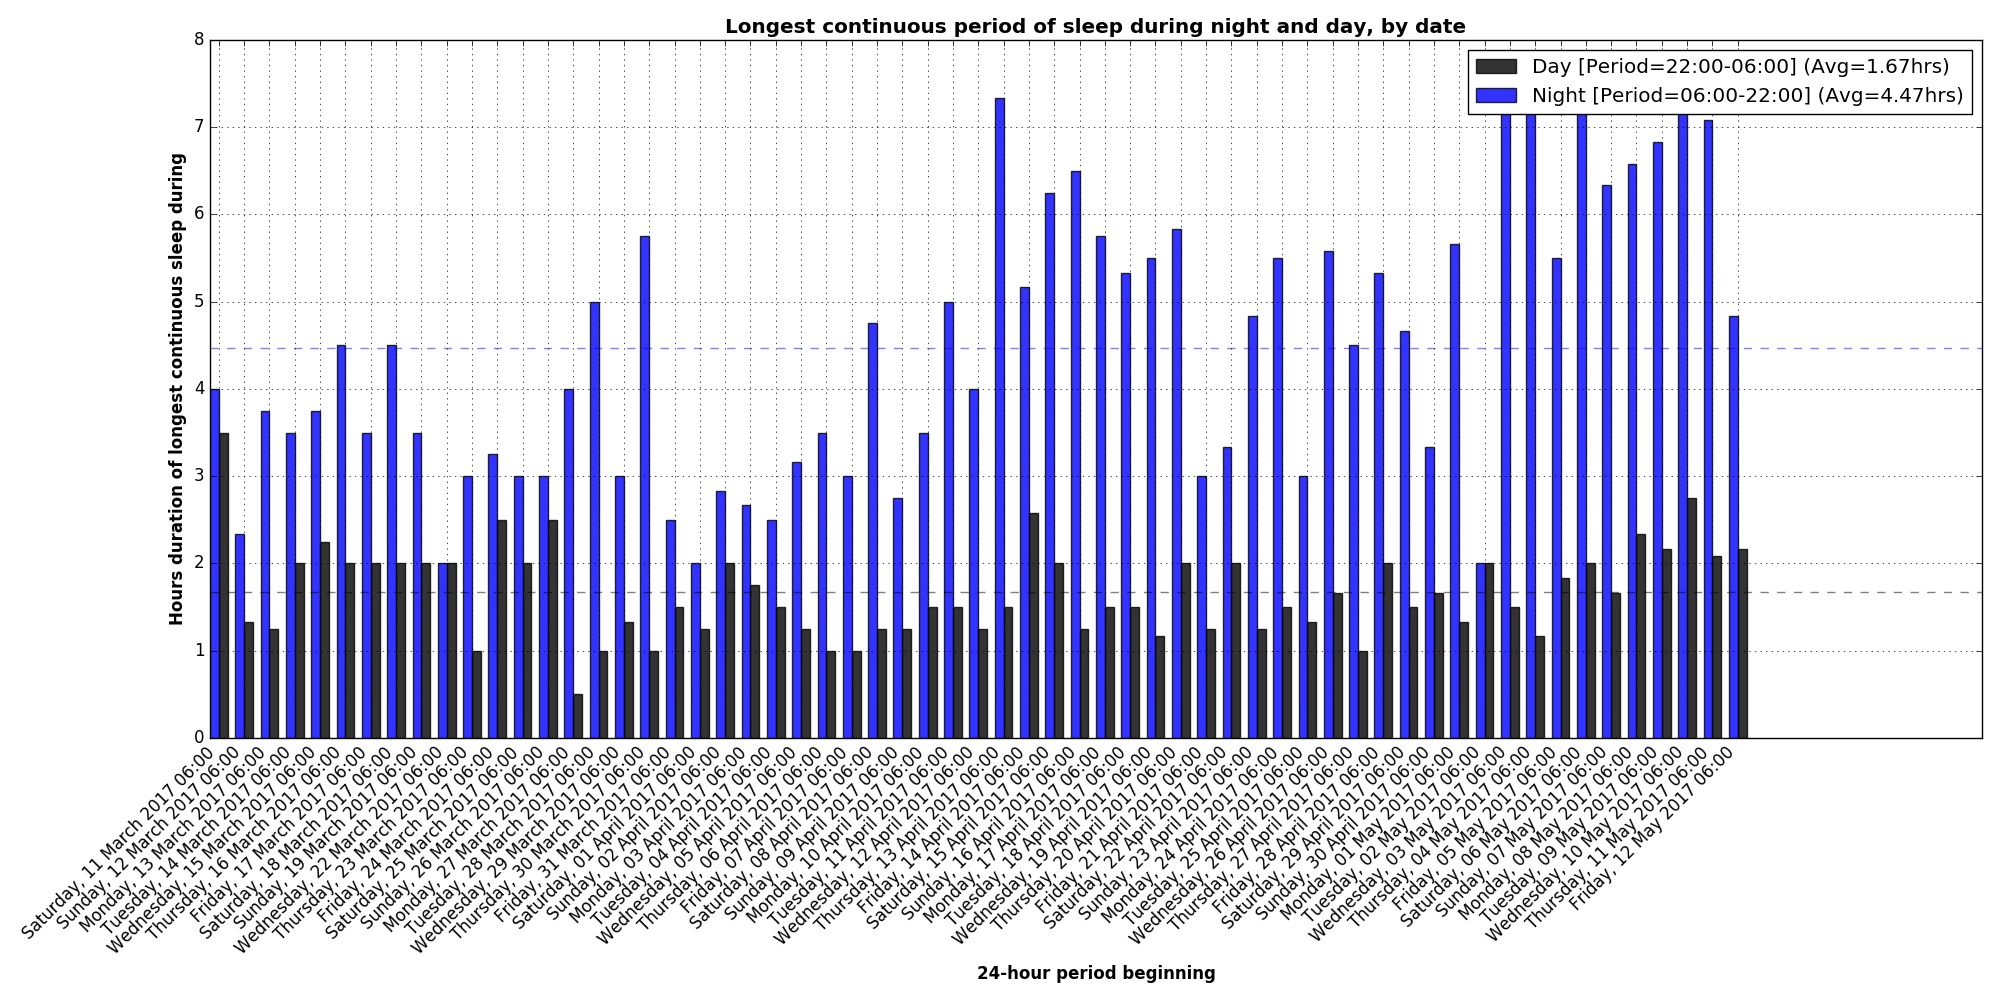 Longest continuous period of sleep during night and day, by date
Day [Period=22:00-06:00] (Avg=1.67hrs)
Night [Period=06:00-22:00] (Avg=4.47hrs)
Hours duration of longest continuous sleep during
8
7
6
5
4
3
2
1
0
Saturday, 11 March 2017 06:00
Sunday, 12 March 2017 06:00
Monday, 13 March 2017 06:00
Tuesday, 14 March 2017 06:00
Wednesday, 15 March 2017 06:00
Thursday, 16 March 2017 06:00
Friday, 17 March 2017 06:00
Saturday, 18 March 2017 06:00
Sunday, 19 March 2017 06:00
Wednesday, 22 March 2017 06:00
Thursday, 23 March 2017 06:00
Friday, 24 March 2017 06:00
Saturday, 25 March 2017 06:00
Sunday, 26 March 2017 06:00
Monday, 27 March 2017 06:00
Tuesday, 28 March 2017 06:00
Wednesday, 29 March 2017 06:00
Thursday, 30 March 2017 06:00
Friday, 31 March 2017 06:00
Saturday, 01 April 2017 06:00
Sunday, 02 April 2017 06:00
Monday, 03 April 2017 06:00
Tuesday, 04 April 2017 06:00
Wednesday, 05 April 2017 06:00
Thursday, 06 April 2017 06:00
Friday, 07 April 2017 06:00
Saturday, 08 April 2017 06:00
Sunday, 09 April 2017 06:00
Monday, 10 April 2017 06:00
Tuesday, 11 April 2017 06:00
Wednesday, 12 April 2017 06:00
Thursday, 13 April 2017 06:00
Friday, 14 April 2017 06:00
Saturday, 15 April 2017 06:00
Sunday, 16 April 2017 06:00
Monday, 17 April 2017 06:00
Tuesday, 18 April 2017 06:00
Wednesday, 19 April 2017 06:00
Thursday, 20 April 2017 06:00
Friday, 21 April 2017 06:00
Saturday, 22 April 2017 06:00
Sunday, 23 April 2017 06:00
Monday, 24 April 2017 06:00
Tuesday, 25 April 2017 06:00
Wednesday, 26 April 2017 06:00
Thursday, 27 April 2017 06:00
Friday, 28 April 2017 06:00
Saturday, 29 April 2017 06:00
Sunday, 30 April 2017 06:00
Monday, 01 May 2017 06:00
Tuesday, 02 May 2017 06:00
Wednesday, 03 May 2017 06:00
Thursday, 04 May 2017 06:00
Friday, 05 May 2017 06:00
Saturday, 06 May 2017 06:00
Sunday, 07 May 2017 06:00
Monday, 08 May 2017 06:00
Tuesday, 09 May 2017 06:00
Wednesday, 10 May 2017 06:00
Thursday, 11 May 2017 06:00
Friday, 12 May 2017 06:00
24-hour period beginning